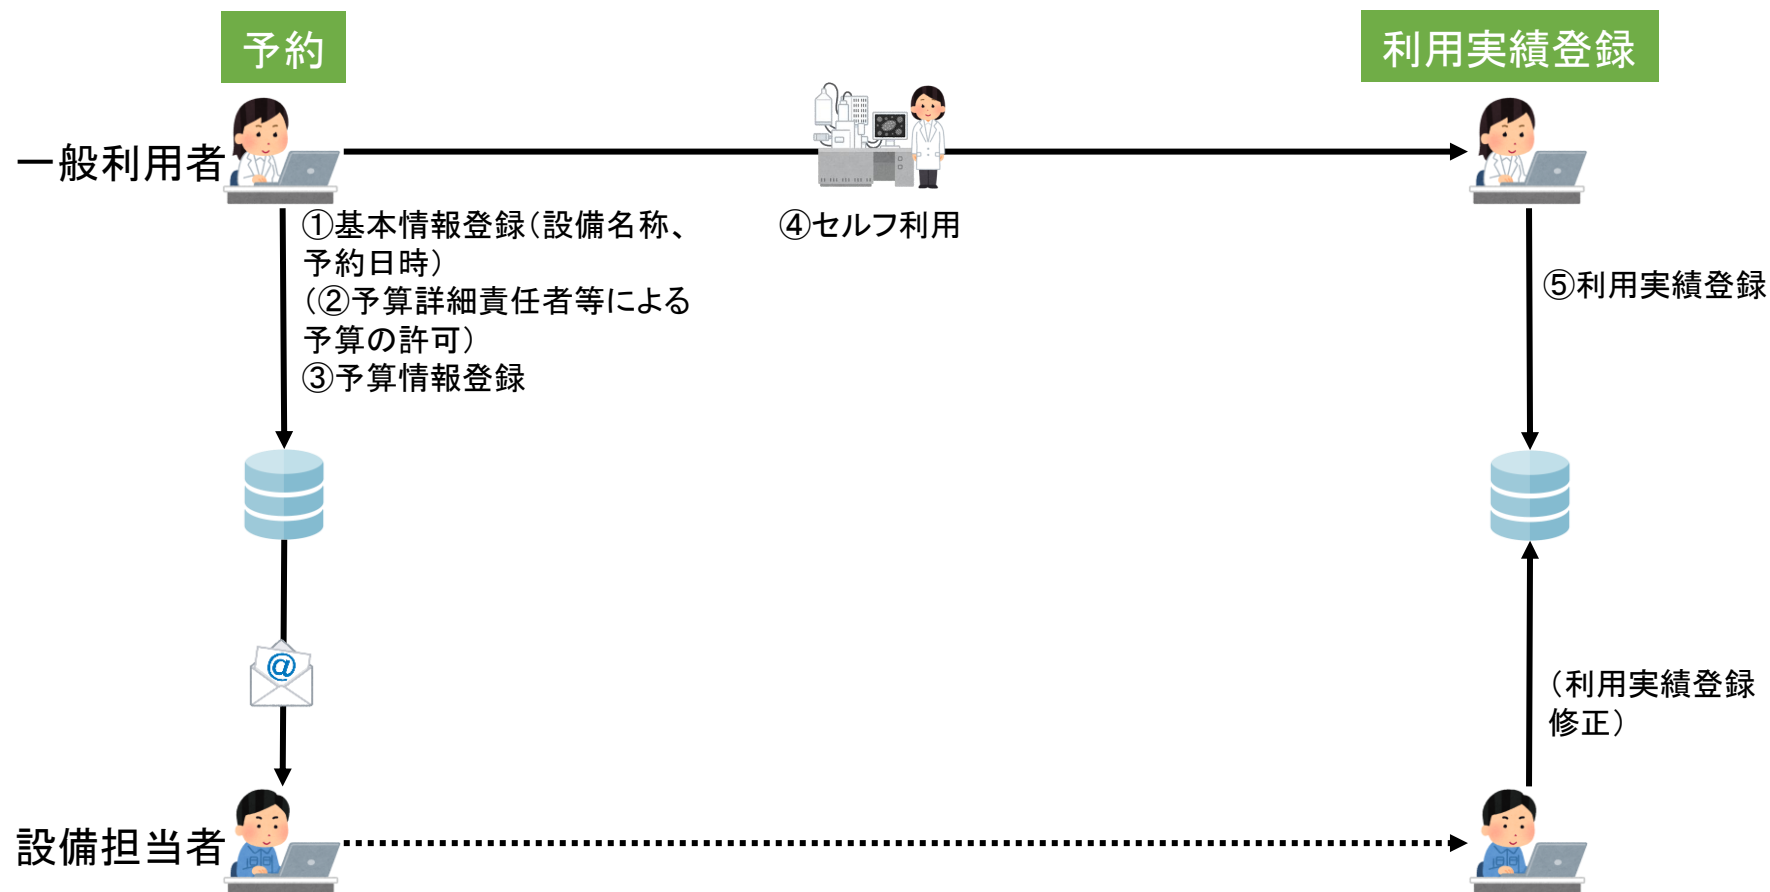 予約
利用実績登録
一般利用者
①基本情報登録（設備名称、
予約日時）
（②予算詳細責任者等による
予算の許可）
③予算情報登録
④セルフ利用
⑤利用実績登録
@
（利用実績登録
修正）
設備担当者